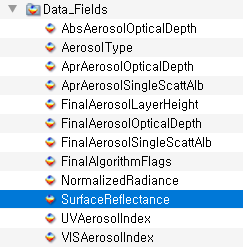 Data_Fields
AbsAerosolOpticalDepth
AerosolType
AprAerosolOpticalDepth
AprAerosolSingleScattAlb
FinalAerosolLayerHeight
FinalAerosolOpticalDepth
FinalAerosolSingleScattAlb
FinalAlgorithmFlags
NormalizedRadiance
SurfaceReflectance
UVAerosolIndex
VISAerosolIndex